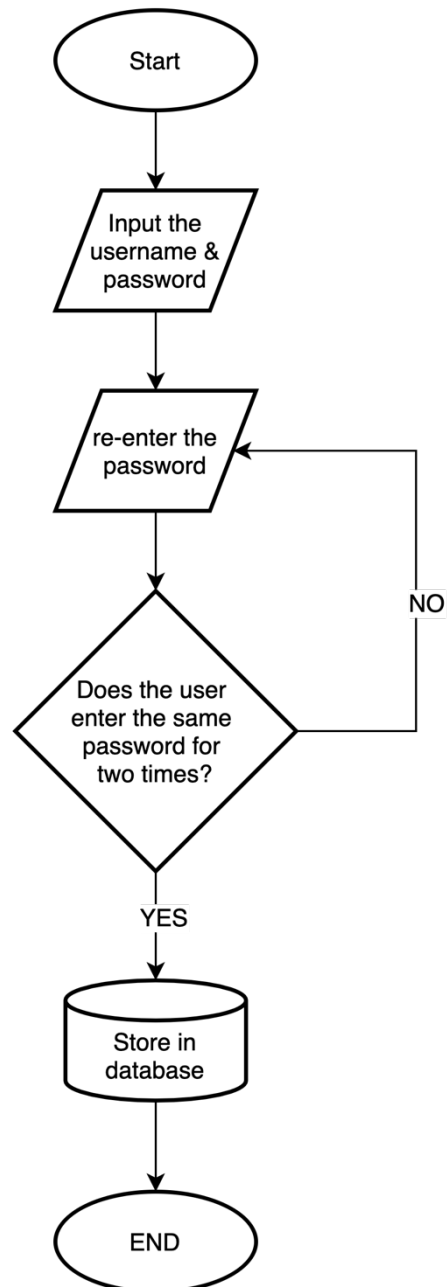 Start
Input the
username &
password
re-enter the
password
NO
Does the user
enter the same
password for
two times?
YES
Store in
database
END